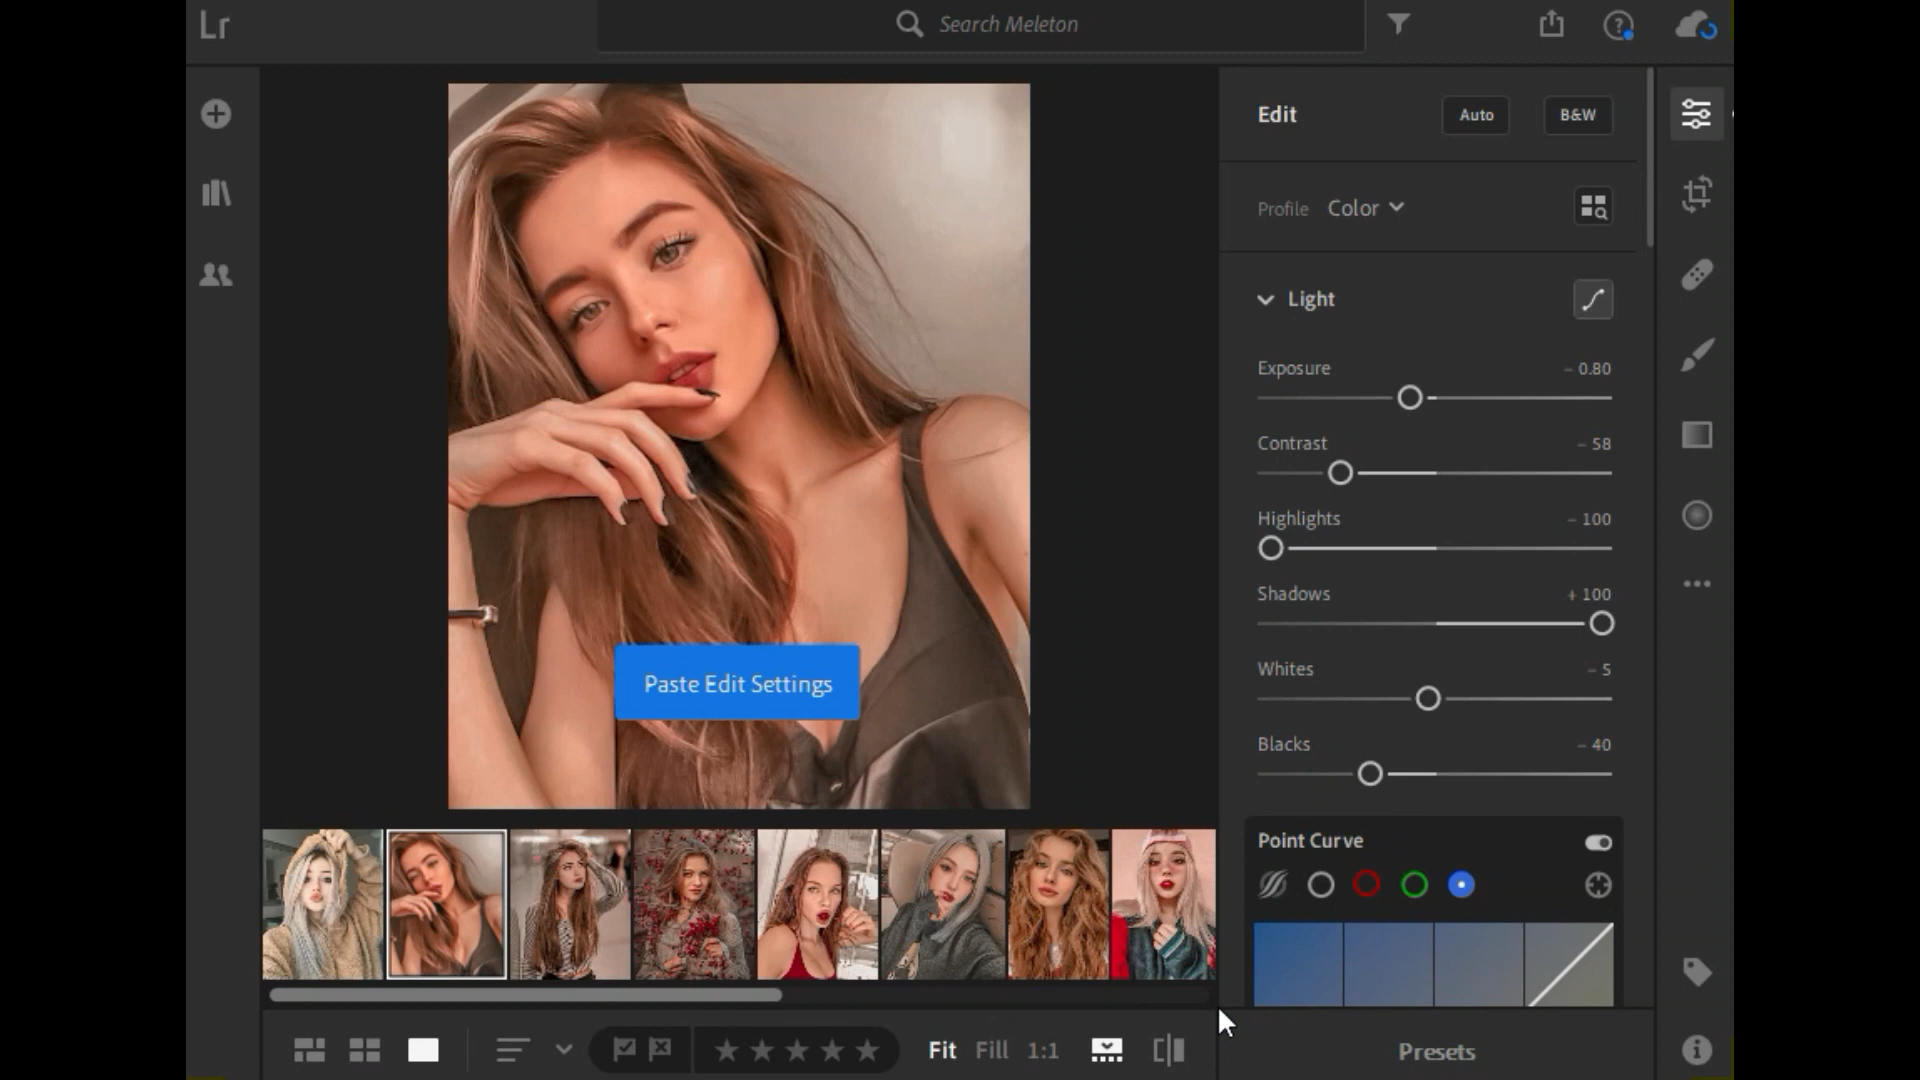 Lr
Search Meleton
Edit
Auto
B&W
Profile Color
Light
Exposure - 0.80
Contrast - 58
Highlights - 100
Shadows + 100
Whites - 5
Blacks - 40
Paste Edit Settings
Point Curve
Fit Fill 1:1
Presets